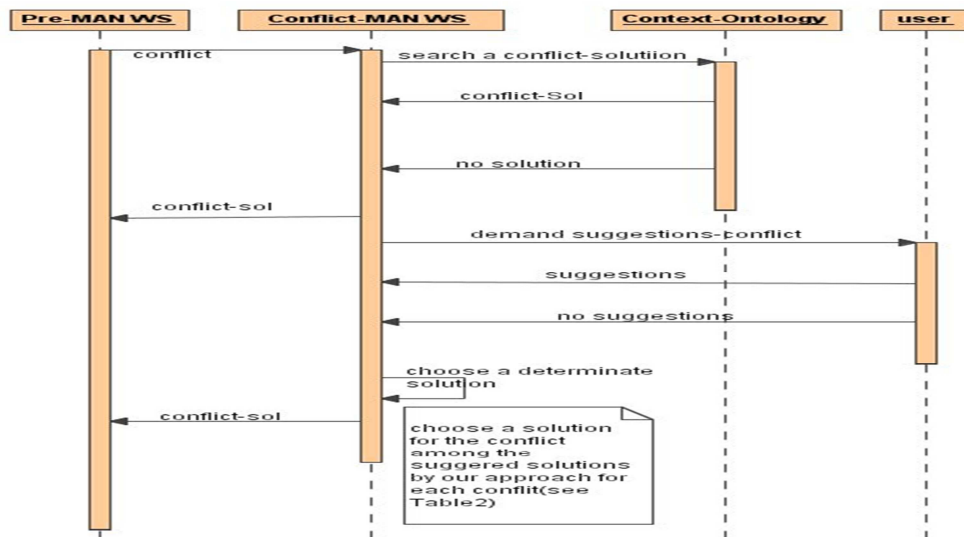 Pre-MAN WS
Conflict-MAN WS
Context-Ontology
user
conflict
search a conflict-solutiion
conflict-Sol
no solution
conflict-sol
demand suggestions-conflict
suggestions
no suggestions
choose a determinate
solution
conflict-sol
choose a solution
for the conflict
among the
suggered solutions
by our approach for
each conflit(see
Table2)